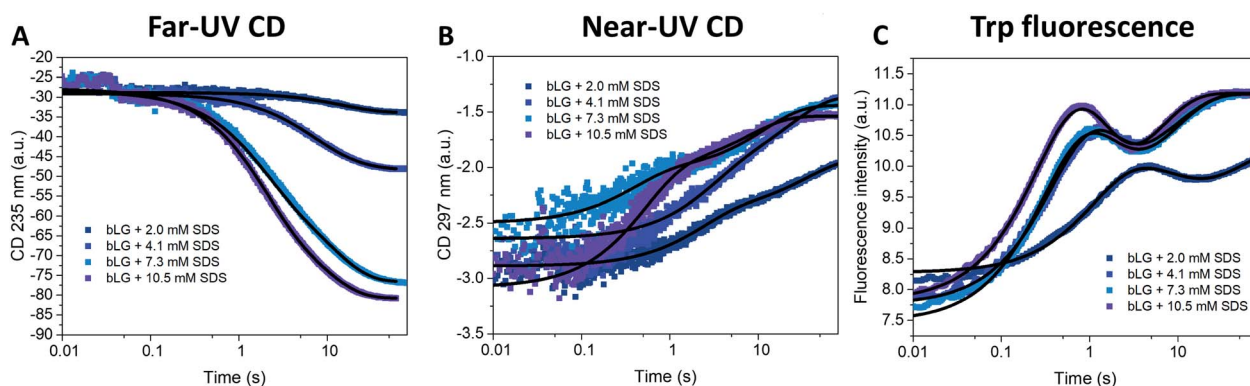 Far-UV CD
Near-UV CD
Trp fluorescence
A
CD 235 nm (a.u.)
-20
-25
-30
-35
-40
-45
-50
-55
-60
-65
-70
-75
-80
-85
-90
bLG + 2.0 mM SDS
bLG + 4.1 mM SDS
bLG + 7.3 mM SDS
bLG + 10.5 mM SDS
0.01
0.1
1
10
Time (s)
B
CD 297 nm (a.u.)
-1.0
-1.5
-2.0
-2.5
-3.0
-3.5
bLG + 2.0 mM SDS
bLG + 4.1 mM SDS
bLG + 7.3 mM SDS
bLG + 10.5 mM SDS
0.01
0.1
1
10
Time (s)
C
Fluorescence intensity (a.u.)
11.5
11.0
10.5
10.0
9.5
9.0
8.5
8.0
7.5
bLG + 2.0 mM SDS
bLG + 4.1 mM SDS
bLG + 7.3 mM SDS
bLG + 10.5 mM SDS
0.01
0.1
1
10
Time (s)